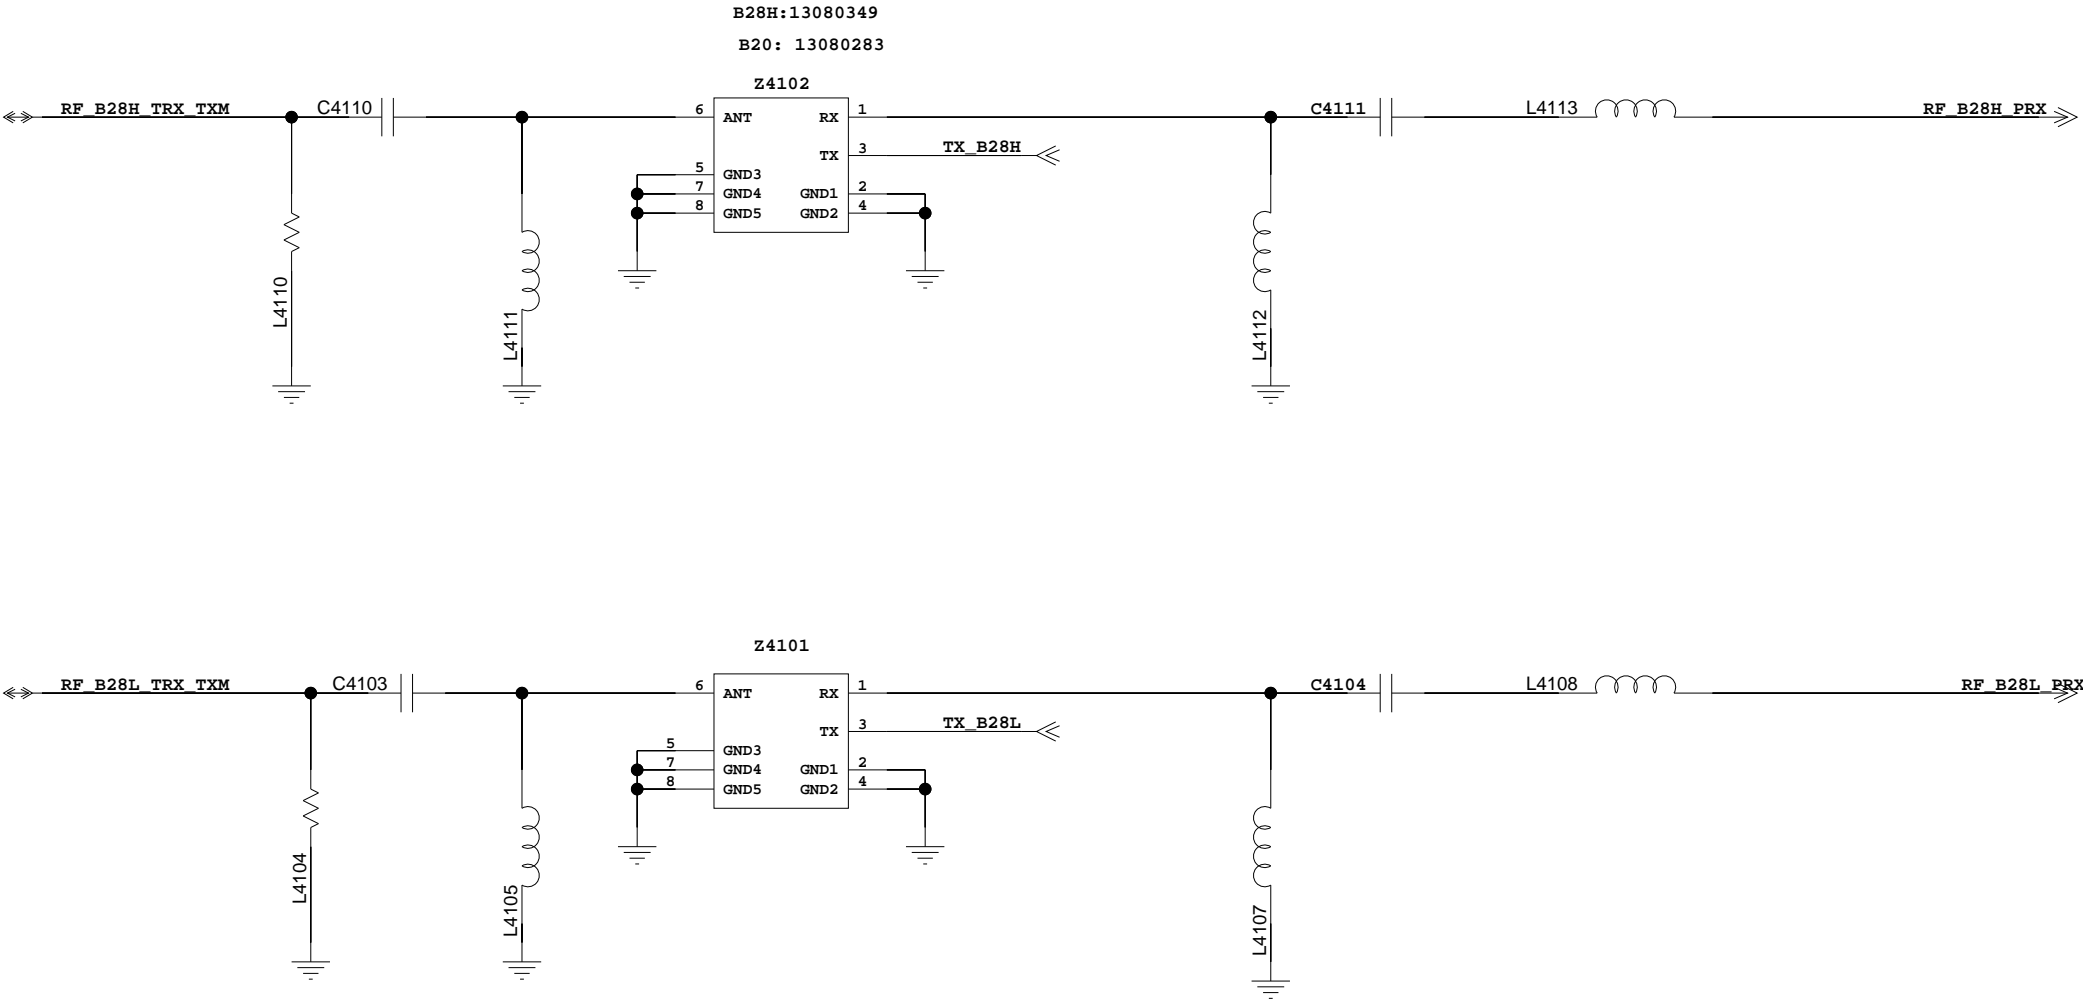 B28H:13080349
B20: 13080283
Z4102
RF_B28H_TRX_TXM
C4110
6
ANT
RX
1
C4111
L4113
RF_B28H_PRX
TX
3
TX_B28H
5
GND3
7
GND4
GND1
2
8
GND5
GND2
4
L4110
L4111
L4112
Z4101
RF_B28L_TRX_TXM
C4103
6
ANT
RX
1
C4104
L4108
RF_B28L_PRX
TX
3
TX_B28L
5
GND3
7
GND4
GND1
2
8
GND5
GND2
4
L4104
L4105
L4107